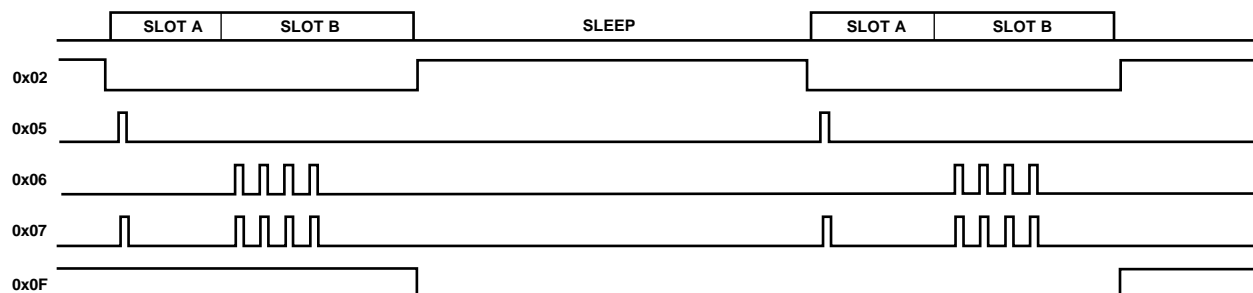 SLOT A SLOT B SLEEP SLOT A SLOT B
0x02
0x05
0x06
0x07
0x0F